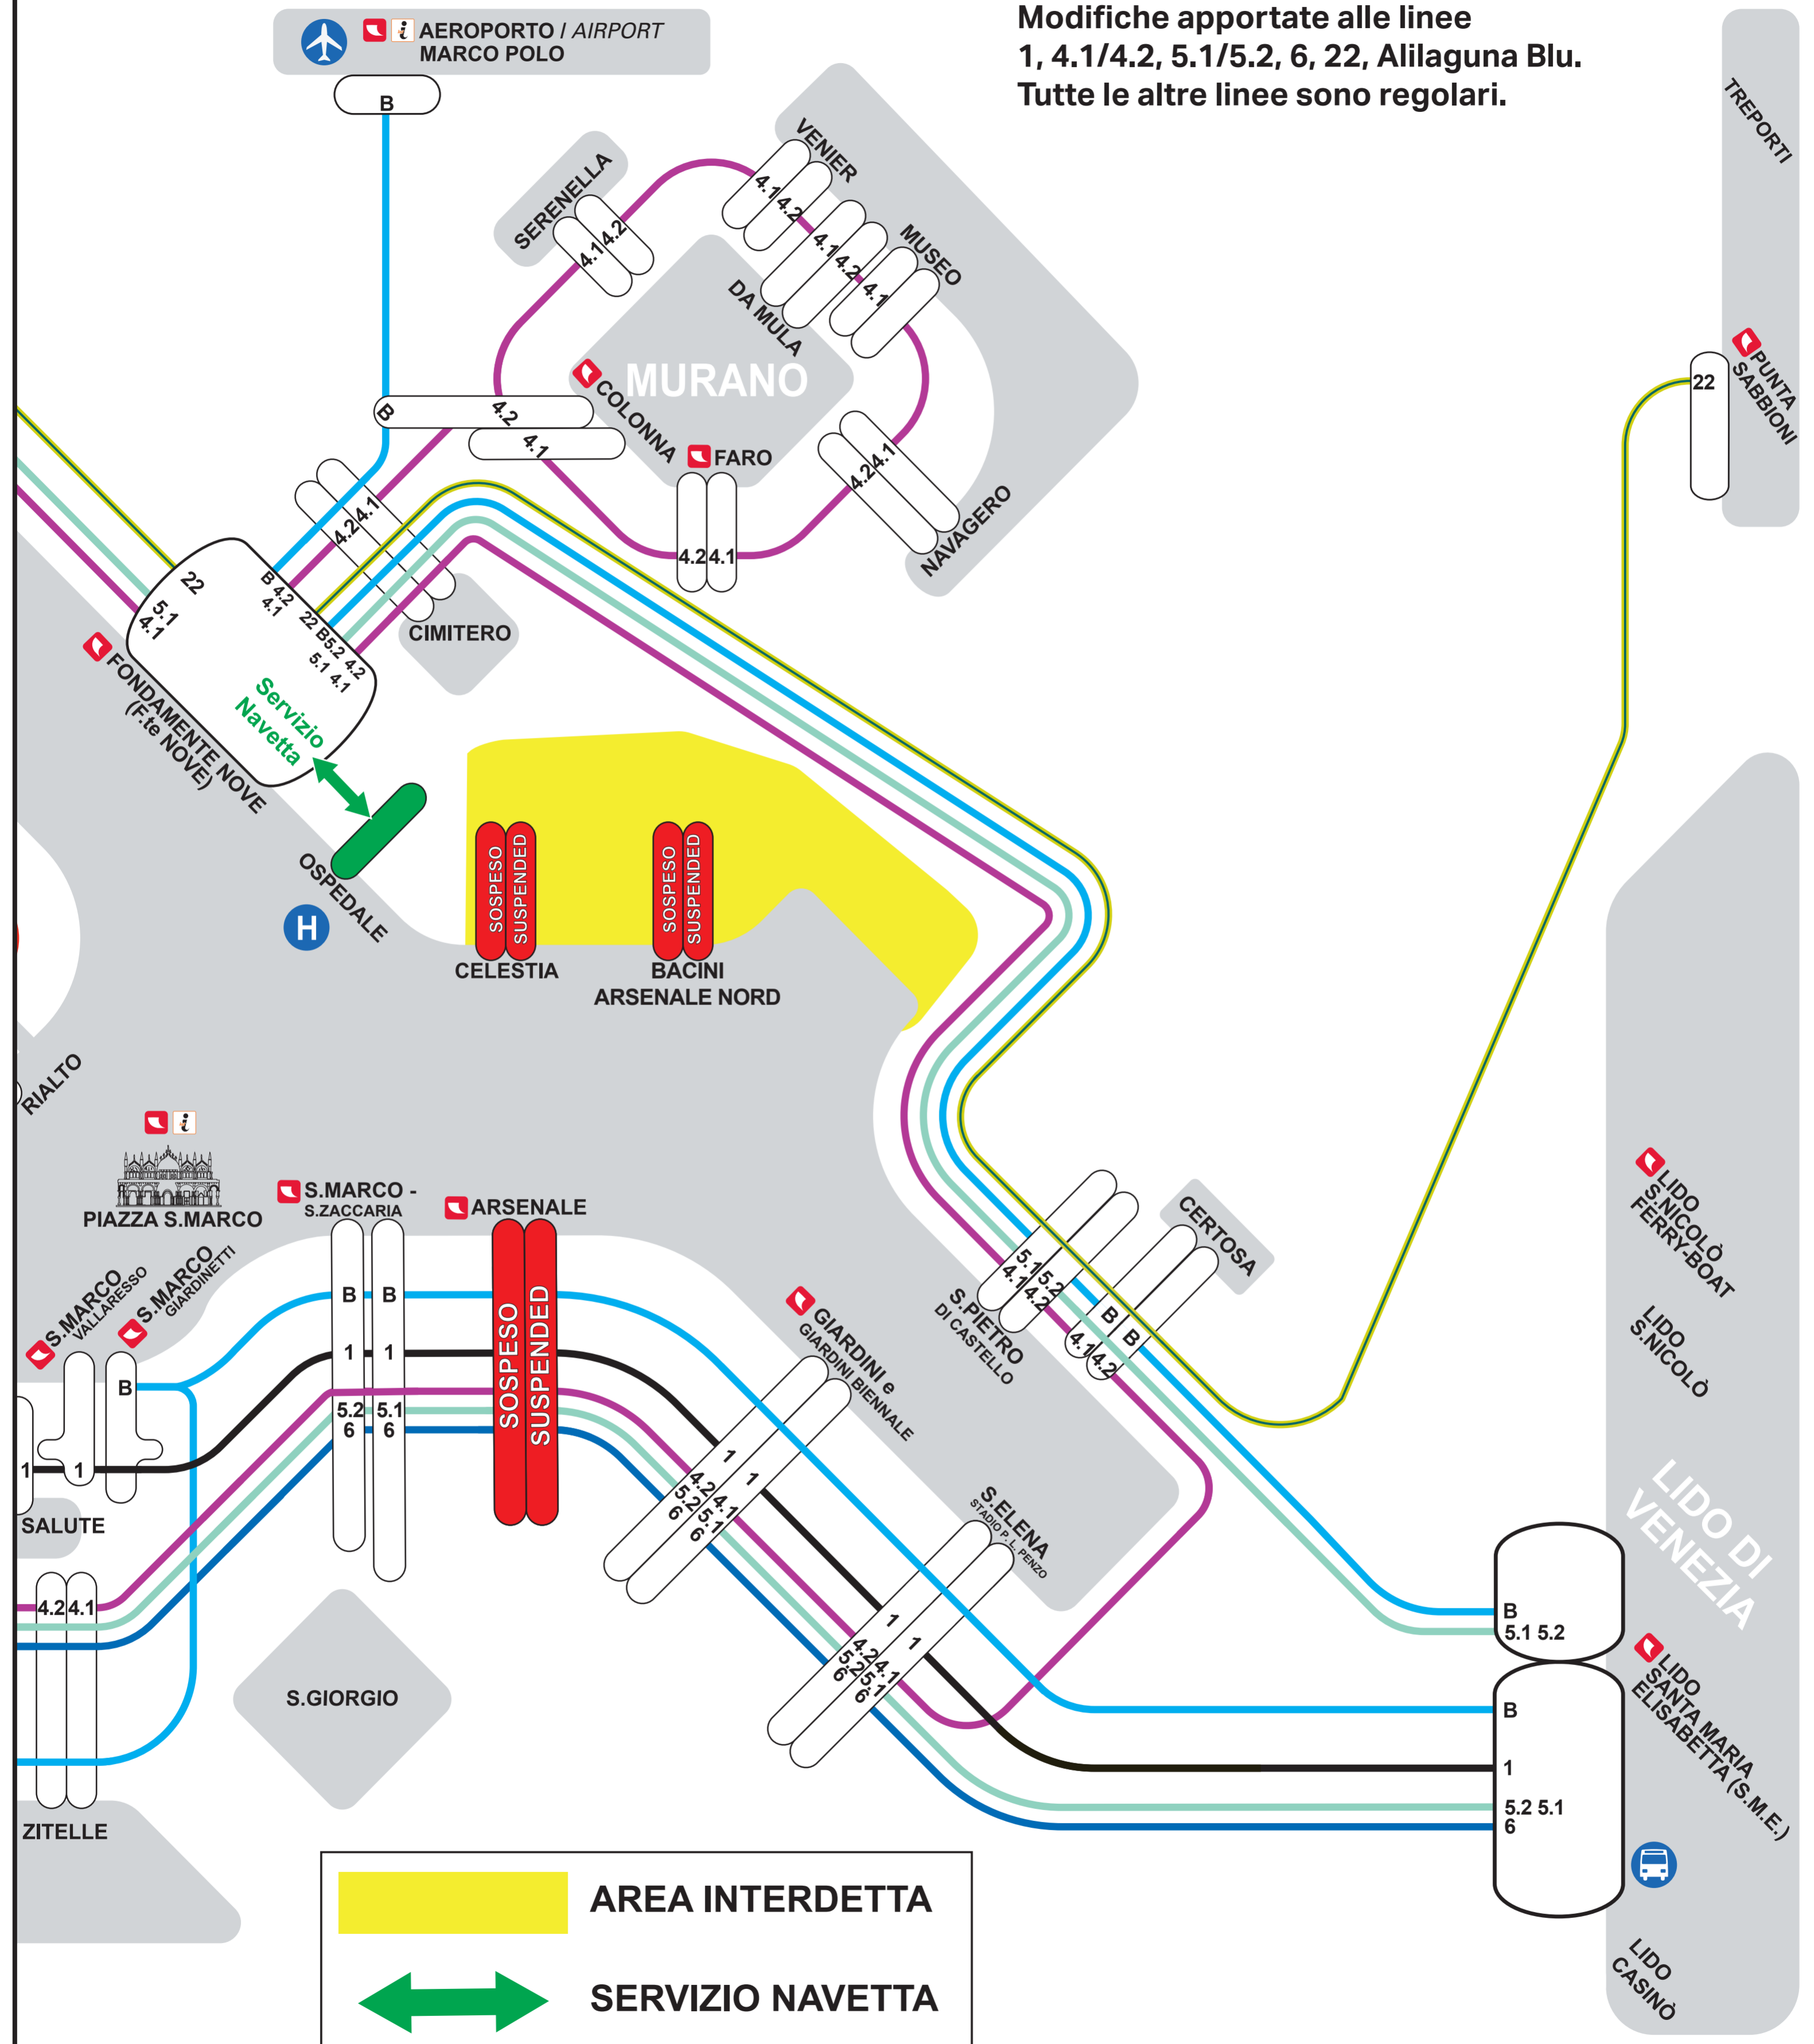 AEROPORTO / AIRPORT
MARCO POLO
B
Modifiche apportate alle linee
1, 4.1/4.2, 5.1/5.2, 6, 22, Alilaguna Blu.
Tutte le altre linee sono regolari.
TREPORTI
VENIER
4.1
4.2
SERENELLA
4.1
4.2
4.1
4.2
MUSEO
4.1
DA MULA
MURANO
COLONNA
B
4.2
4.1
FARO
4.2
4.1
4.2
4.1
NAVAGERO
22
PUNTA
SABBIONI
4.2
4.1
CIMITERO
22
5.1
4.1
B 4.2
4.1
22 B 5.2 4.2
5.1 4.1
Servizio
Navetta
FONDAMENTE NOVE
(F.te NOVE)
OSPEDALE
H
SOSPESO
SUSPENDED
CELESTIA
SOSPESO
SUSPENDED
BACINI
ARSENALE NORD
RIALTO
PIAZZA S.MARCO
S.MARCO
VALLARESSO
S.MARCO
GIARDINETTI
S.MARCO -
S.ZACCARIA
ARSENALE
B
B B
1 1
5.2 5.1
6 6
1
1
SALUTE
SOSPESO
SUSPENDED
GIARDINI e
GIARDINI BIENNALE
1
1
4.2
4.1
5.2
5.1
6
6
S.PIETRO
DI CASTELLO
5.1
5.2
4.1
4.2
CERTOSA
B
B
4.1
4.2
S.ELENA
STADIO P. L. PENZO
1
1
4.2
4.1
5.2
5.1
6
6
LIDO
S.NICOLÒ
FERRY-BOAT
LIDO
S.NICOLÒ
LIDO DI
VENEZIA
B
5.1 5.2
B
1
5.2 5.1
6
LIDO
SANTA MARIA
ELISABETTA (S.M.E.)
LIDO
CASINÒ
4.2
4.1
ZITELLE
S.GIORGIO
AREA INTERDETTA
SERVIZIO NAVETTA